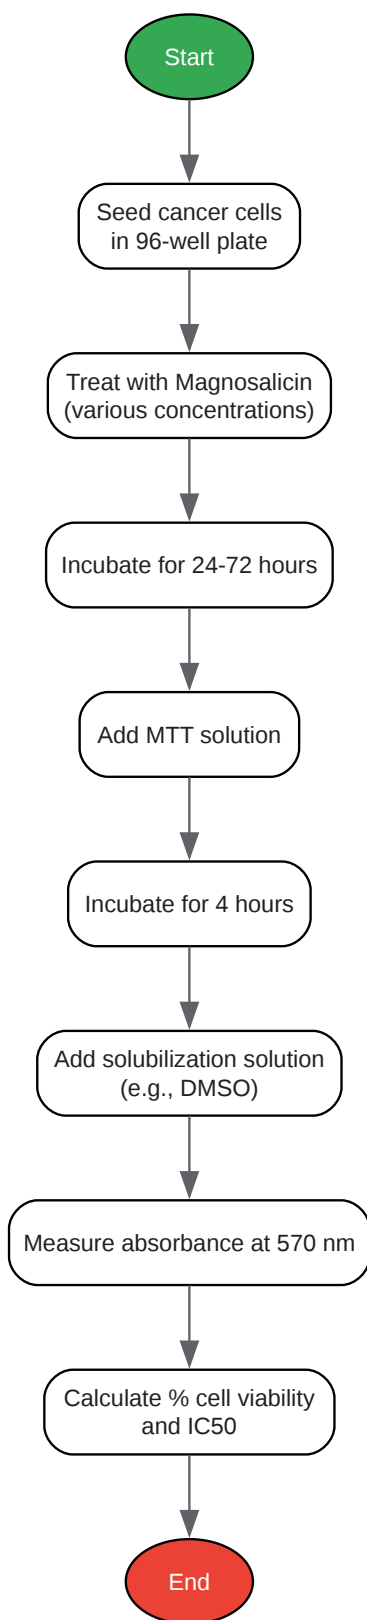 Start
Seed cancer cells
in 96-well plate
Treat with Magnosalicin
(various concentrations)
Incubate for 24-72 hours
Add MTT solution
Incubate for 4 hours
Add solubilization solution
(e.g., DMSO)
Measure absorbance at 570 nm
Calculate % cell viability
and IC50
End